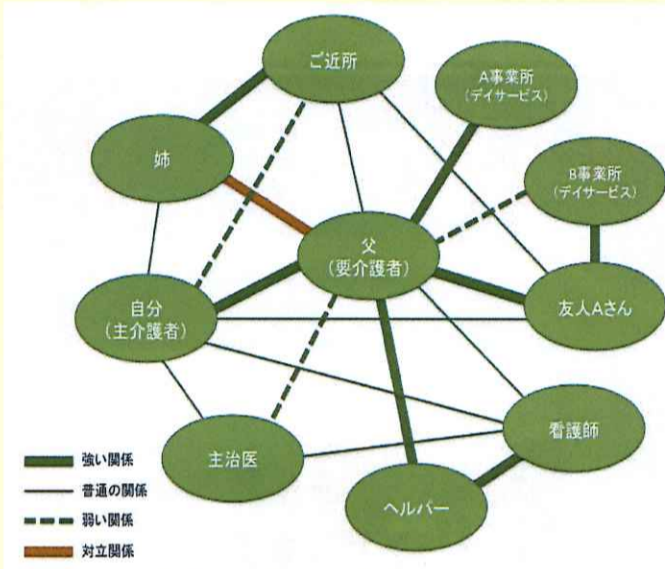 ご近所
A事業所
(デイサービス)
姉
B事業所
(デイサービス)
父
(要介護者)
自分
(主介護者)
友人Aさん
看護師
主治医
ヘルパー
強い関係
普通の関係
弱い関係
対立関係